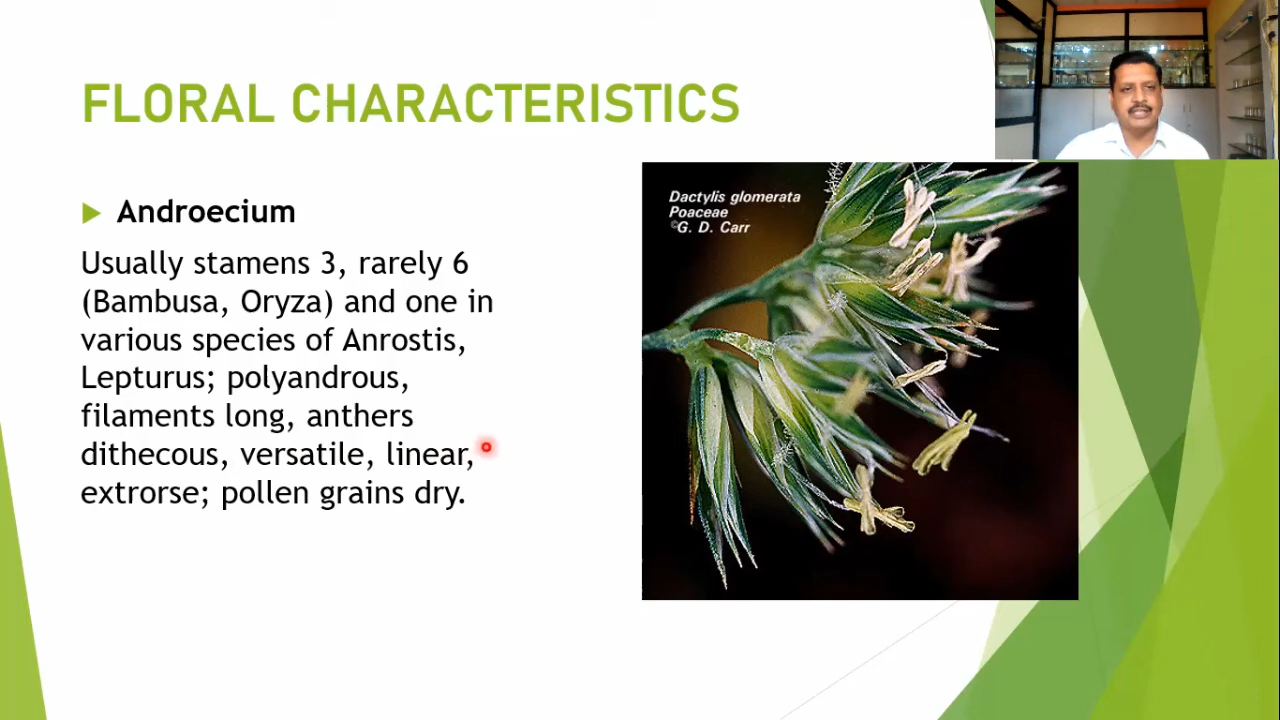 FLORAL CHARACTERISTICS
Androecium
Usually stamens 3, rarely 6
(Bambusa, Oryza) and one in
various species of Anrostis,
Lepturus; polyandrous,
filaments long, anthers
dithecous, versatile, linear,
extrorse; pollen grains dry.
Dactylis glomerata
Poaceae
©G. D. Carr